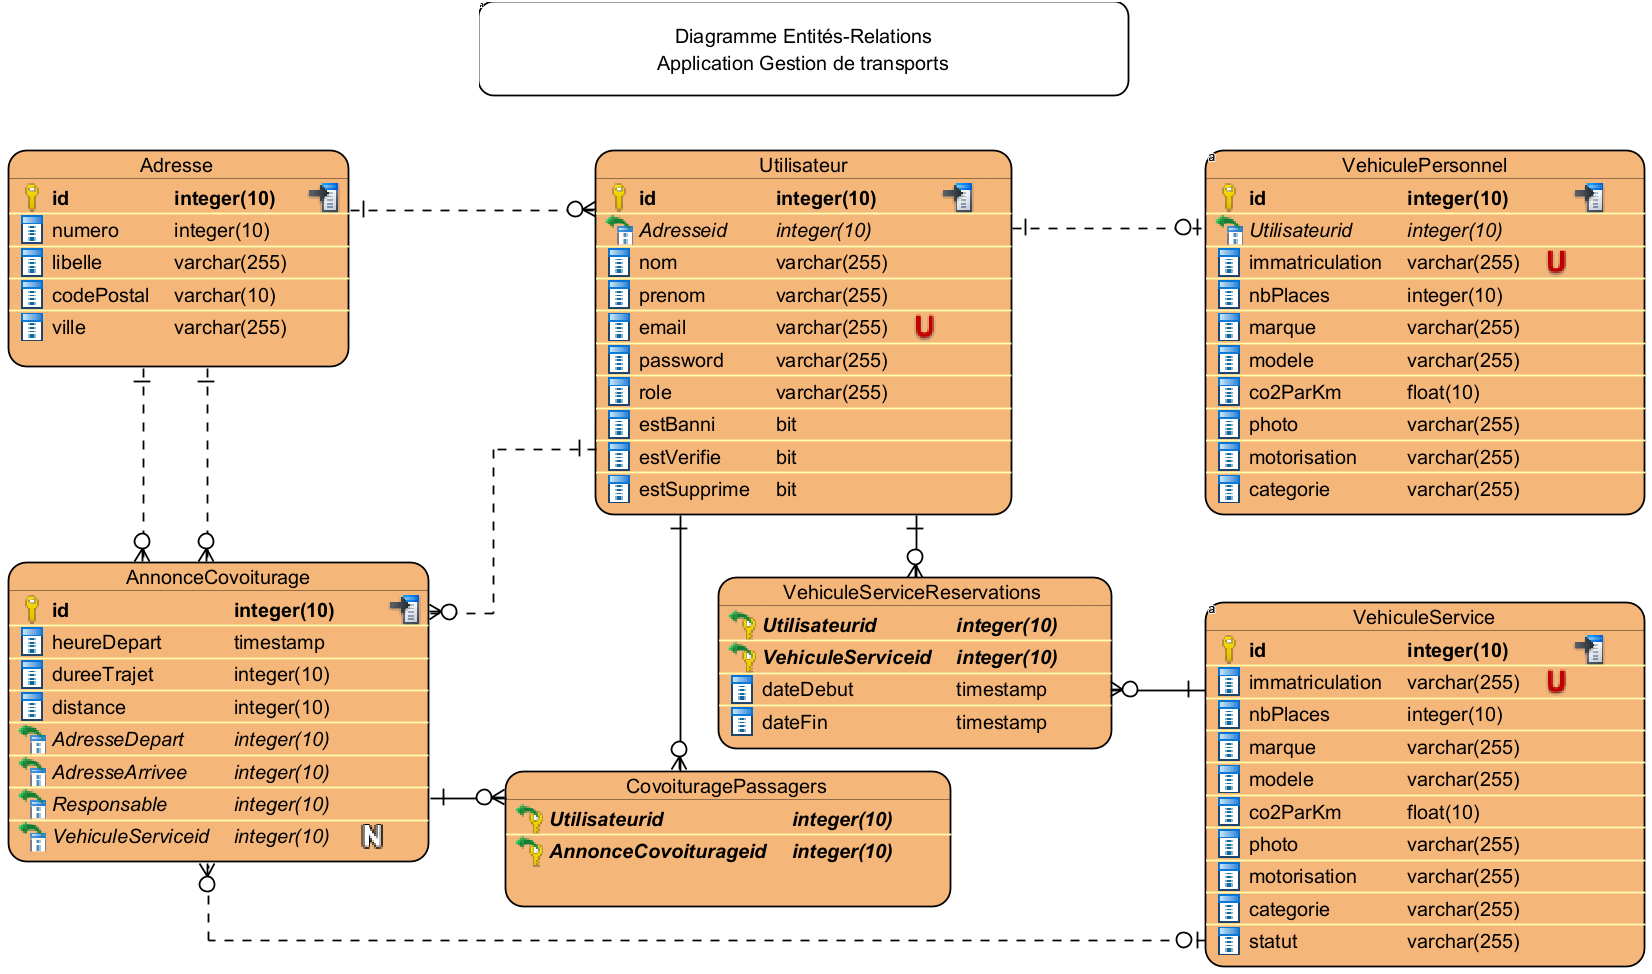 Diagramme Entités-Relations
Application Gestion de transports
Adresse
id integer(10)
numero integer(10)
libelle varchar(255)
codePostal varchar(10)
ville varchar(255)
Utilisateur
id integer(10)
Adresseid integer(10)
nom varchar(255)
prenom varchar(255)
email varchar(255) U
password varchar(255)
role varchar(255)
estBanni bit
estVerifie bit
estSupprime bit
a
VehiculePersonnel
id integer(10)
Utilisateurid integer(10)
immatriculation varchar(255) U
nbPlaces integer(10)
marque varchar(255)
modele varchar(255)
co2ParKm float(10)
photo varchar(255)
motorisation varchar(255)
categorie varchar(255)
AnnonceCovoiturage
id integer(10)
heureDepart timestamp
dureeTrajet integer(10)
distance integer(10)
AdresseDepart integer(10)
AdresseArrivee integer(10)
Responsable integer(10)
VehiculeServiceid integer(10) N
VehiculeServiceReservations
Utilisateurid integer(10)
VehiculeServiceid integer(10)
dateDebut timestamp
dateFin timestamp
CovoituragePassagers
Utilisateurid integer(10)
AnnonceCovoiturageid integer(10)
a
VehiculeService
id integer(10)
immatriculation varchar(255) U
nbPlaces integer(10)
marque varchar(255)
modele varchar(255)
co2ParKm float(10)
photo varchar(255)
motorisation varchar(255)
categorie varchar(255)
statut varchar(255)